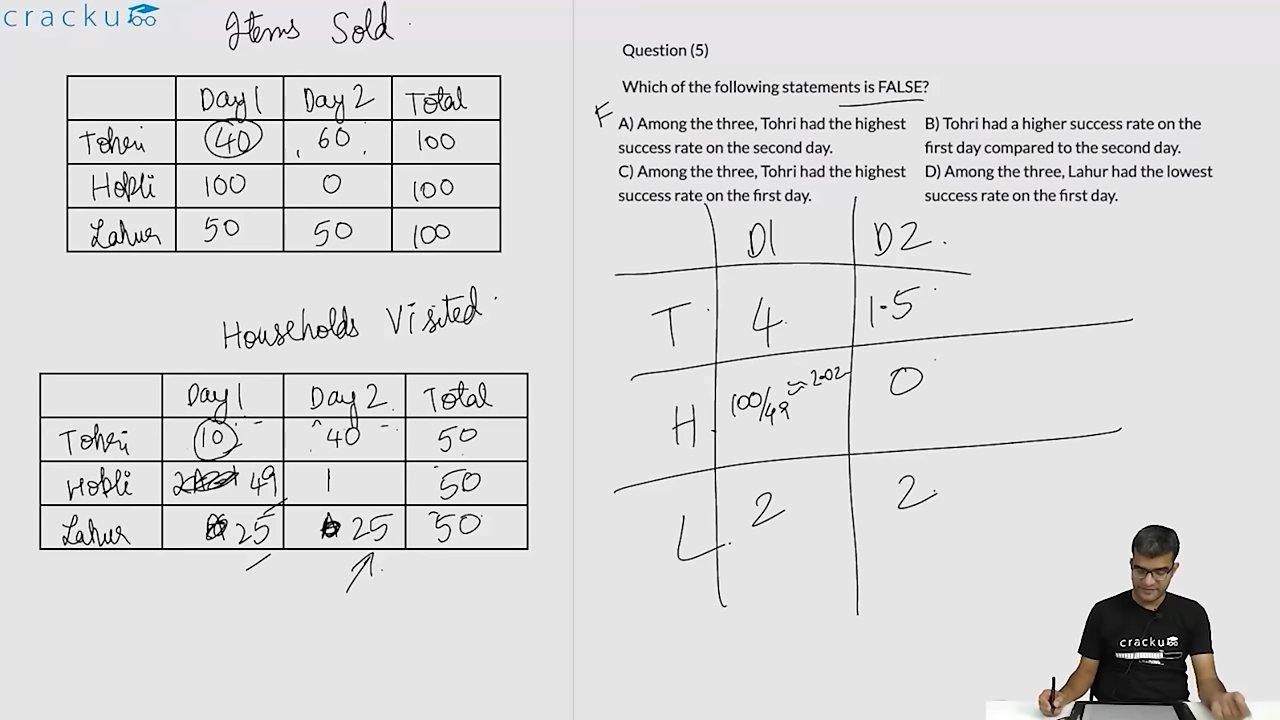 cracku
Items Sold
Day 1 Day 2 Total
Tohri 40 60 100
Hokli 100 0 100
Lahur 50 50 100
Households Visited
Day 1 Day 2 Total
Tohri 10 40 50
Hokli 49 1 50
Lahur 25 25 50
Question (5)
Which of the following statements is FALSE?
F
A) Among the three, Tohri had the highest
success rate on the second day.
B) Tohri had a higher success rate on the
first day compared to the second day.
C) Among the three, Tohri had the highest
success rate on the first day.
D) Among the three, Lahur had the lowest
success rate on the first day.
D1 D2
T 4 1.5
H 100/49 ≈ 2.02 0
L 2 2
cracku